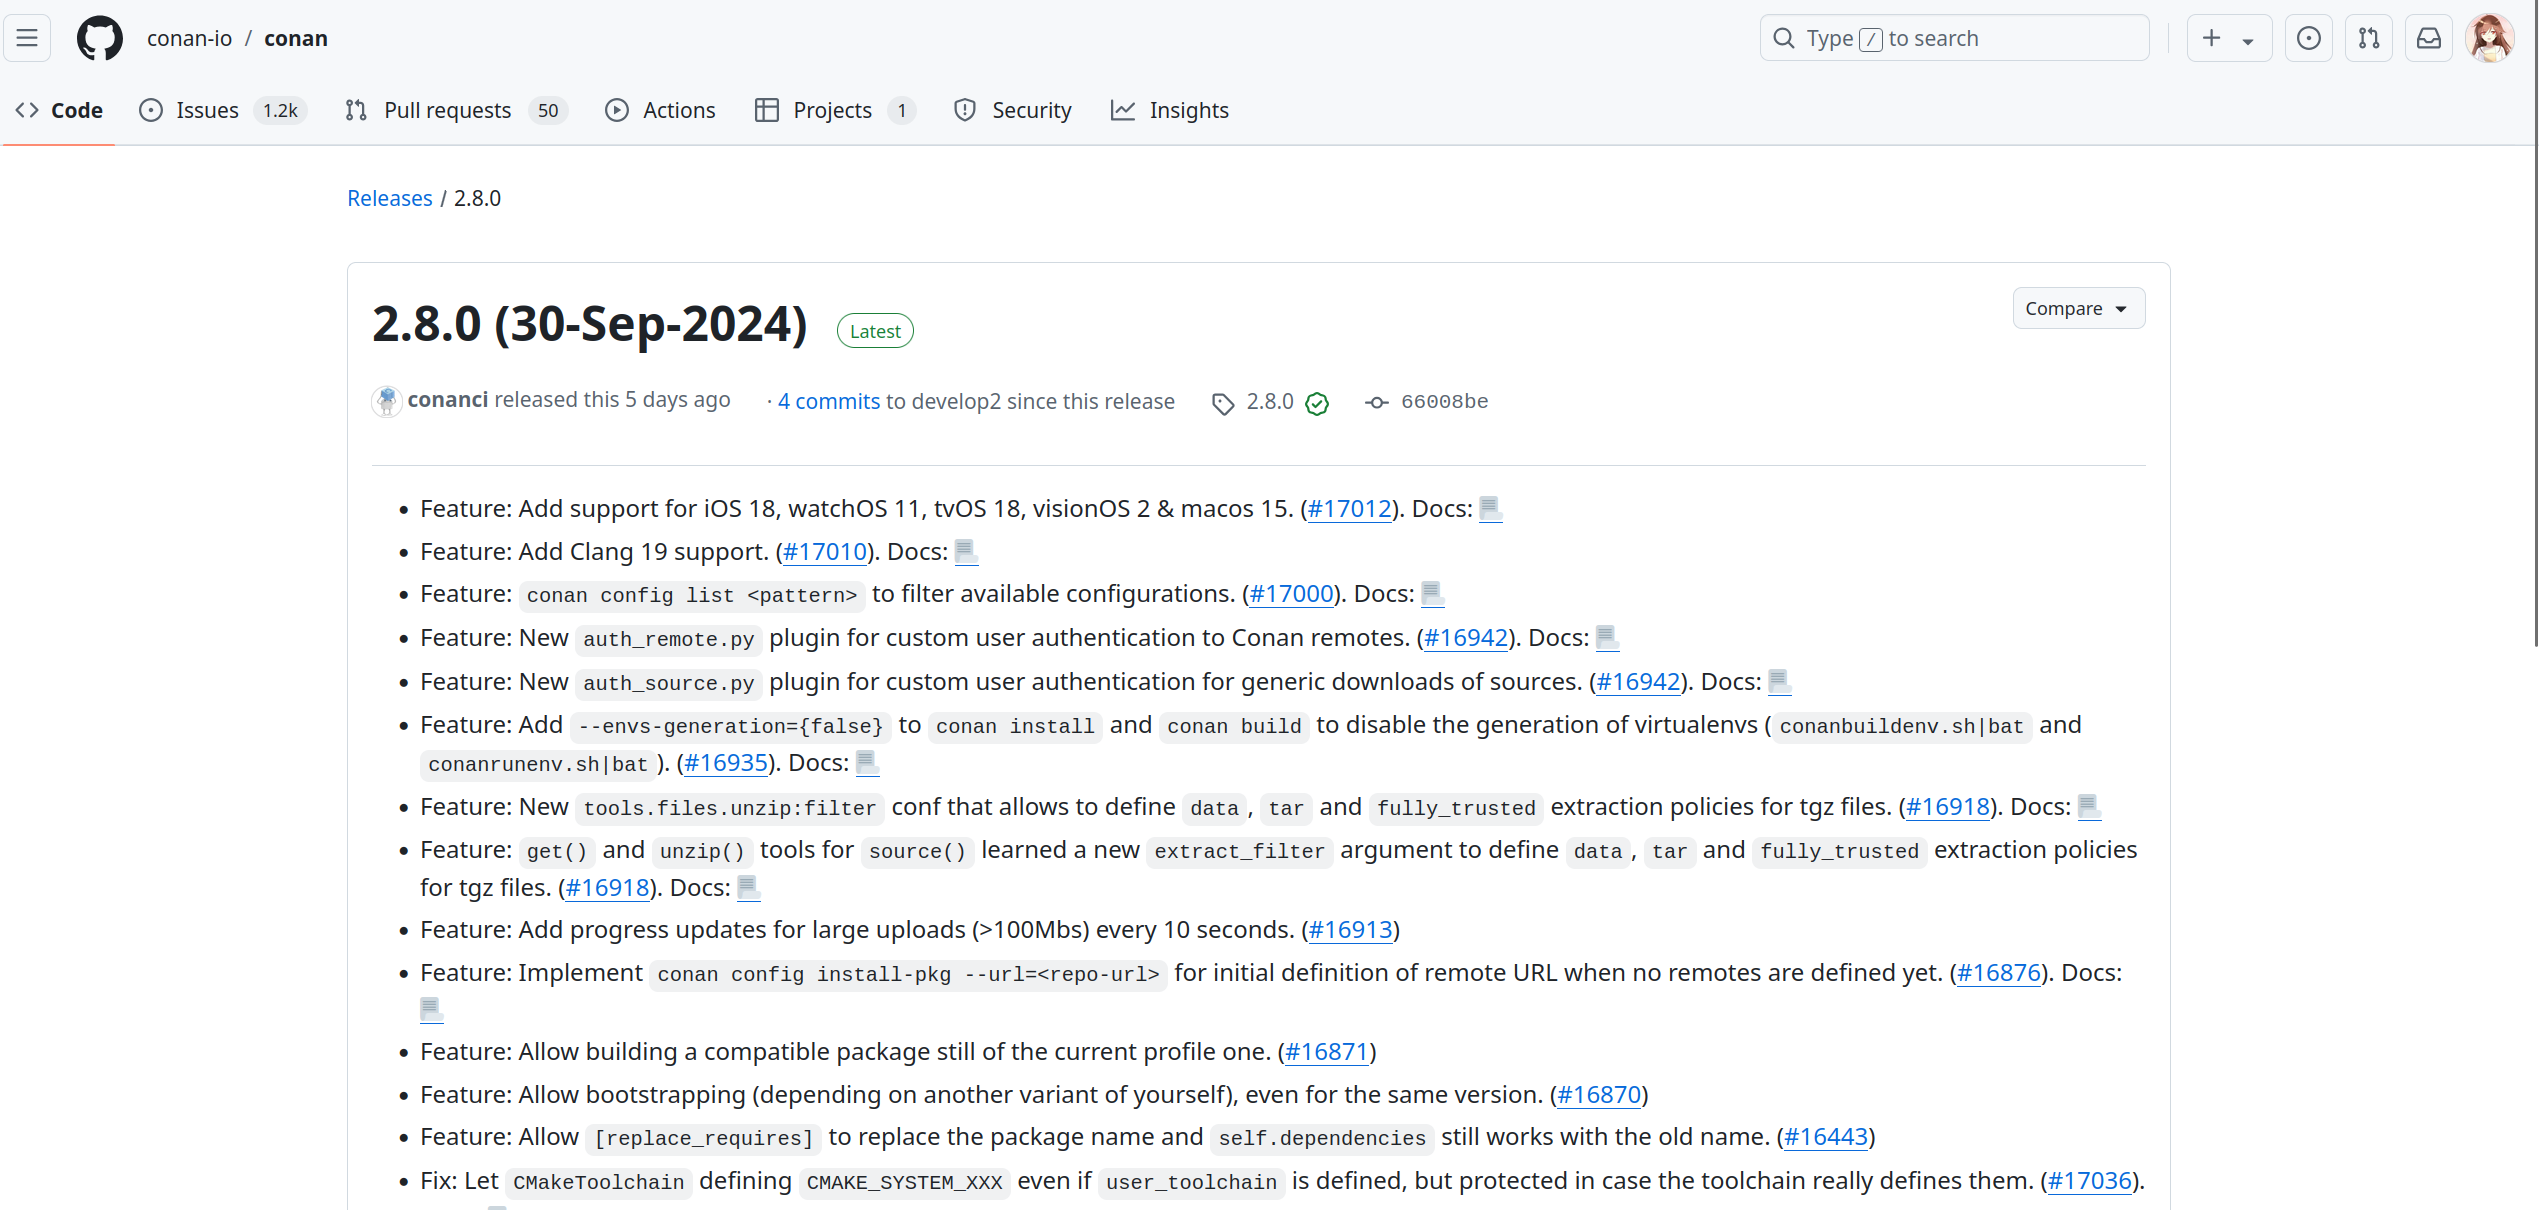 conan-io / conan
Type / to search
Code
Issues 1.2k
Pull requests 50
Actions
Projects 1
Security
Insights
Releases / 2.8.0
2.8.0 (30-Sep-2024) Latest
Compare
conanci released this 5 days ago · 4 commits to develop2 since this release 2.8.0 66008be
• Feature: Add support for iOS 18, watchOS 11, tvOS 18, visionOS 2 & macos 15. (#17012). Docs: 📃
• Feature: Add Clang 19 support. (#17010). Docs: 📃
• Feature: conan config list <pattern> to filter available configurations. (#17000). Docs: 📃
• Feature: New auth_remote.py plugin for custom user authentication to Conan remotes. (#16942). Docs: 📃
• Feature: New auth_source.py plugin for custom user authentication for generic downloads of sources. (#16942). Docs: 📃
• Feature: Add --envs-generation={false} to conan install and conan build to disable the generation of virtualenvs (conanbuildenv.sh|bat and
conanrunenv.sh|bat). (#16935). Docs: 📃
• Feature: New tools.files.unzip:filter conf that allows to define data, tar and fully_trusted extraction policies for tgz files. (#16918). Docs: 📃
• Feature: get() and unzip() tools for source() learned a new extract_filter argument to define data, tar and fully_trusted extraction policies
for tgz files. (#16918). Docs: 📃
• Feature: Add progress updates for large uploads (>100Mbs) every 10 seconds. (#16913)
• Feature: Implement conan config install-pkg --url=<repo-url> for initial definition of remote URL when no remotes are defined yet. (#16876). Docs:
📃
• Feature: Allow building a compatible package still of the current profile one. (#16871)
• Feature: Allow bootstrapping (depending on another variant of yourself), even for the same version. (#16870)
• Feature: Allow [replace_requires] to replace the package name and self.dependencies still works with the old name. (#16443)
• Fix: Let CMakeToolchain defining CMAKE_SYSTEM_XXX even if user_toolchain is defined, but protected in case the toolchain really defines them. (#17036).